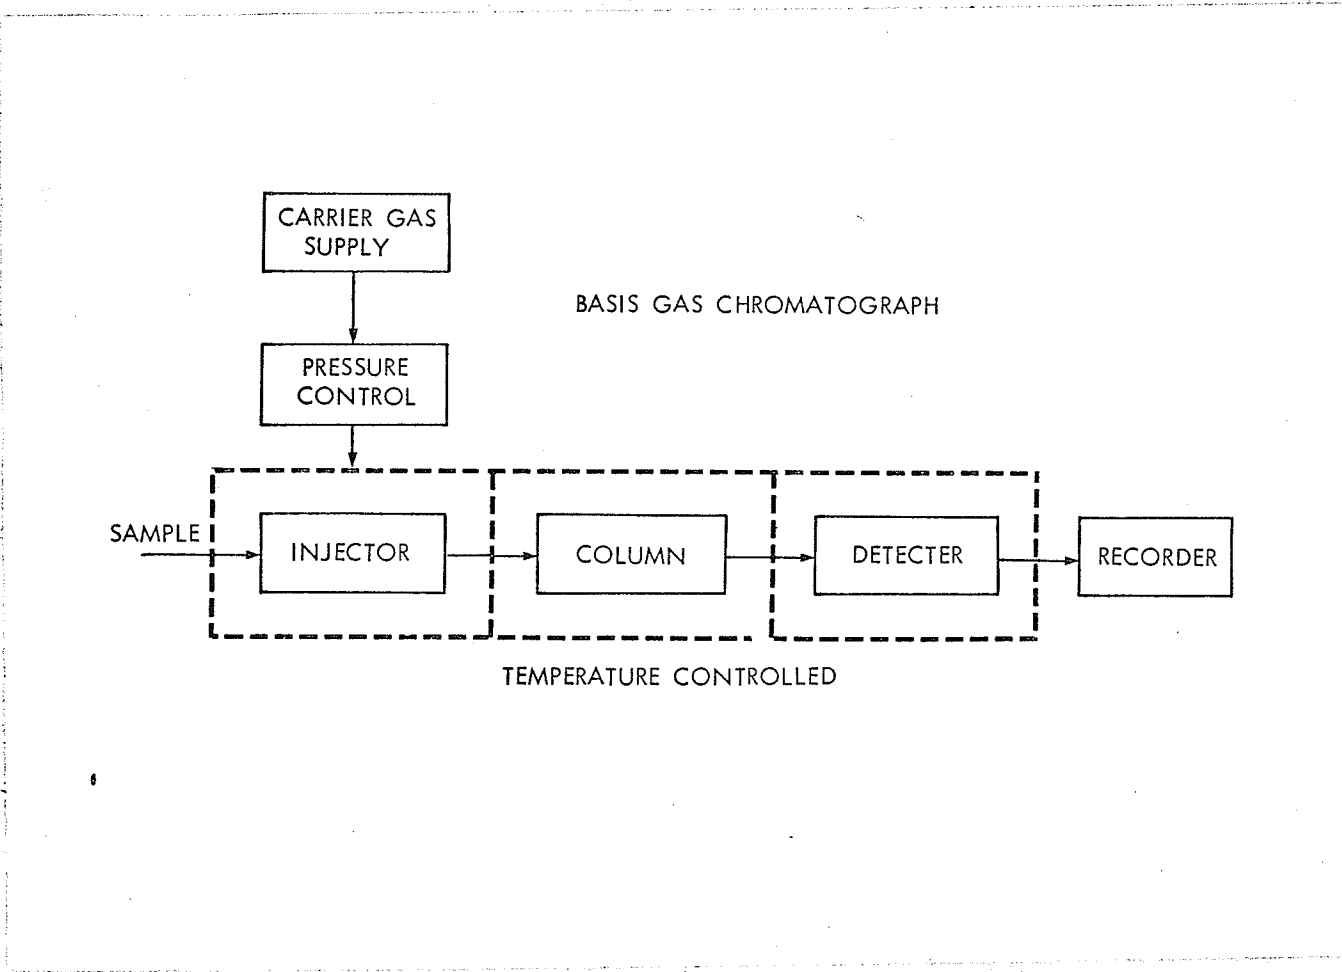 CARRIER GAS
SUPPLY
BASIS GAS CHROMATOGRAPH
PRESSURE
CONTROL
SAMPLE
INJECTOR
COLUMN
DETECTER
RECORDER
TEMPERATURE CONTROLLED